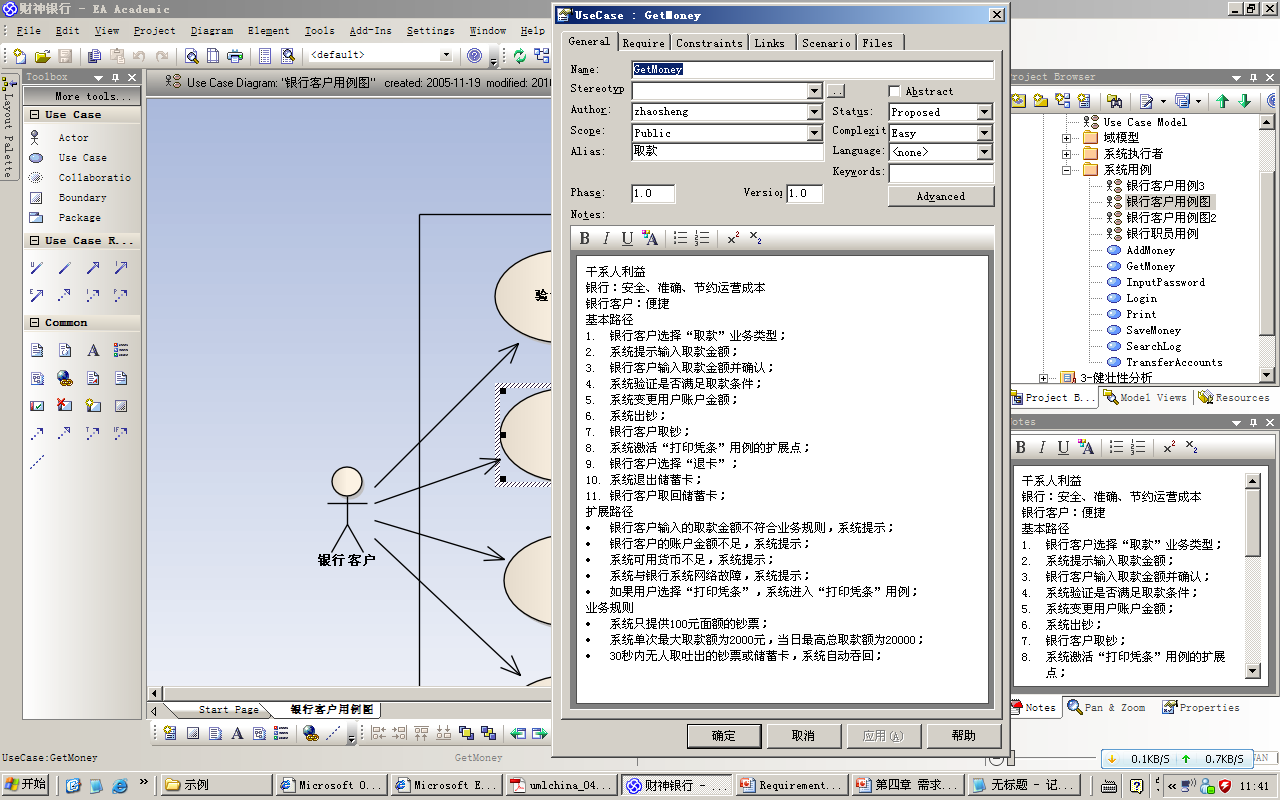 财神银行 - EA Academic
File Edit View Project Diagram Element Tools Add-Ins Settings Window Help
<default>
Toolbox
More tools...
Use Case
Actor
Use Case
Collaboratio
Boundary
Package
Use Case R...
Common
Layout Palette
Use Case Diagram: "银行客户用例图" created: 2005-11-19 modified: 201
验
银行客户
Start Page
银行客户用例图
UseCase : GetMoney
General Require Constraints Links Scenario Files
Name: GetMoney
Stereotyp ... Abstract
Author: zhaosheng Status: Proposed
Scope: Public Complexit Easy
Alias: 取款 Language: <none>
Keywords:
Phase: 1.0 Version 1.0 Advanced
Notes:
B I U A x² x₂
干系人利益
银行：安全、准确、节约运营成本
银行客户：便捷
基本路径
1. 银行客户选择“取款”业务类型；
2. 系统提示输入取款金额；
3. 银行客户输入取款金额并确认；
4. 系统验证是否满足取款条件；
5. 系统变更用户账户金额；
6. 系统出钞；
7. 银行客户取钞；
8. 系统激活“打印凭条”用例的扩展点；
9. 银行客户选择“退卡”；
10. 系统退出储蓄卡；
11. 银行客户取回储蓄卡；
扩展路径
• 银行客户输入的取款金额不符合业务规则，系统提示；
• 银行客户的账户金额不足，系统提示；
• 系统可用货币不足，系统提示；
• 系统与银行系统网络故障，系统提示；
• 如果用户选择“打印凭条”，系统进入“打印凭条”用例；
业务规则
• 系统只提供100元面额的钞票；
• 系统单次最大取款额为2000元，当日最高总取款额为20000；
• 30秒内无人取吐出的钞票或储蓄卡，系统自动吞回；
确定 取消 应用(A) 帮助
roject Browser
Use Case Model
域模型
系统执行者
系统用例
银行客户用例3
银行客户用例图
银行客户用例图2
银行职员用例
AddMoney
GetMoney
InputPassword
Login
Print
SaveMoney
SearchLog
TransferAccounts
3-健壮性分析
Project B... Model Views Resources
otes
B I U A x² x₂
干系人利益
银行：安全、准确、节约运营成本
银行客户：便捷
基本路径
1. 银行客户选择“取款”业务类型；
2. 系统提示输入取款金额；
3. 银行客户输入取款金额并确认；
4. 系统验证是否满足取款条件；
5. 系统变更用户账户金额；
6. 系统出钞；
7. 银行客户取钞；
8. 系统激活“打印凭条”用例的扩展
点；
Notes Pan & Zoom Properties
UseCase:GetMoney GetMoney
0.1KB/S 0.7KB/S
开始 示例 Microsoft O... Microsoft E... umlchina_04... 财神银行 - ... Requirement... 第四章 需求... 无标题 - 记... 11:41